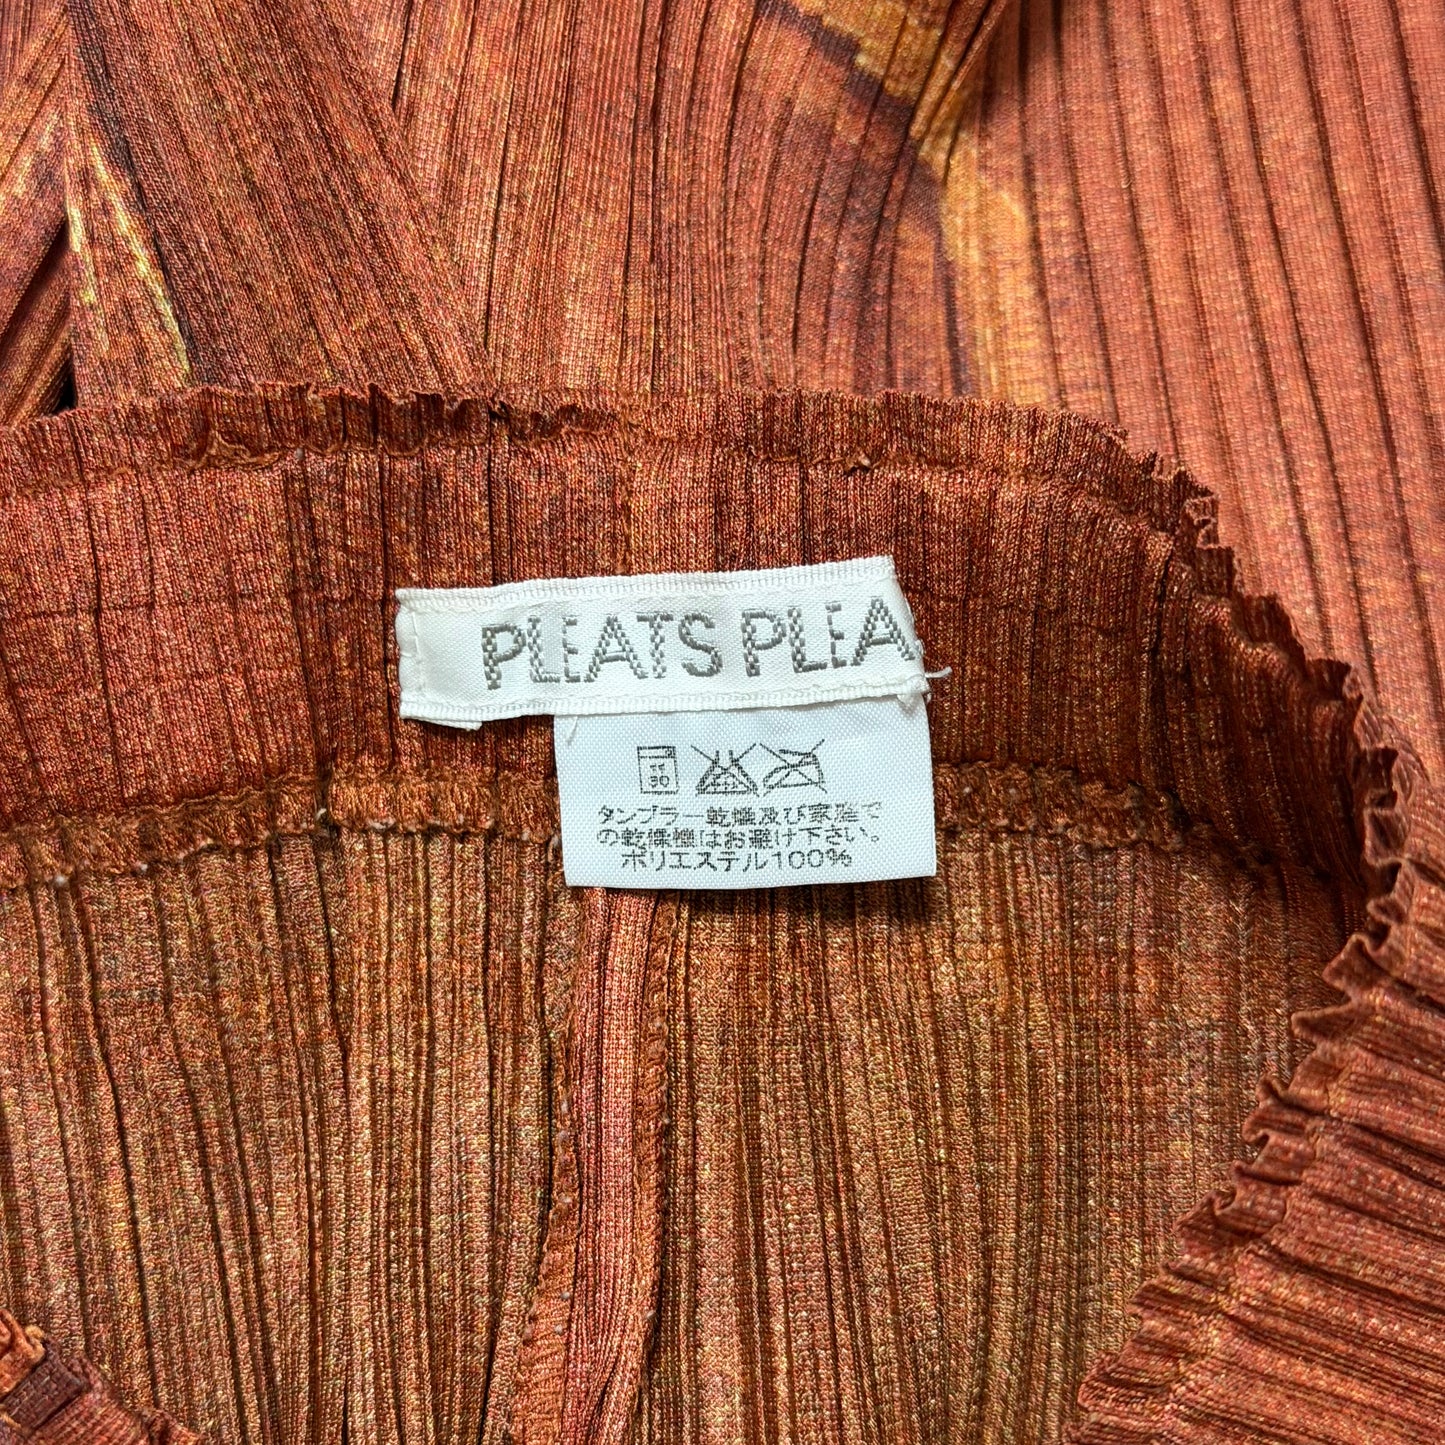 PLEATS PLEA
弱
30
タンブラー乾燥及び家庭で
の乾燥機はお避け下さい。
ポリエステル100%